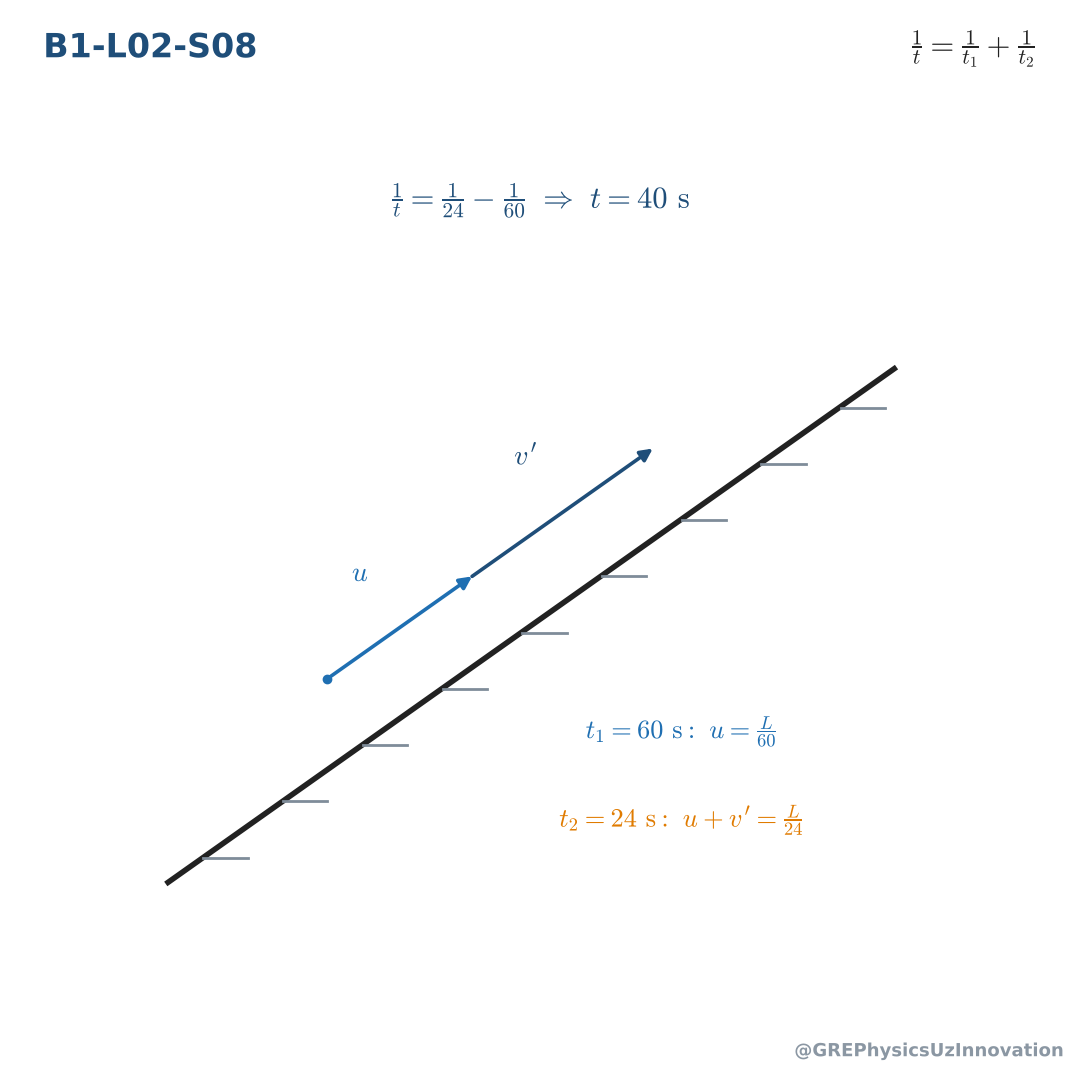 B1-L02-S08
1/t = 1/t₁ + 1/t₂
1/t = 1/24 − 1/60 ⇒ t = 40 s
v′
u
t₁ = 60 s : u = L/60
t₂ = 24 s : u + v′ = L/24
@GREPhysicsUzInnovation